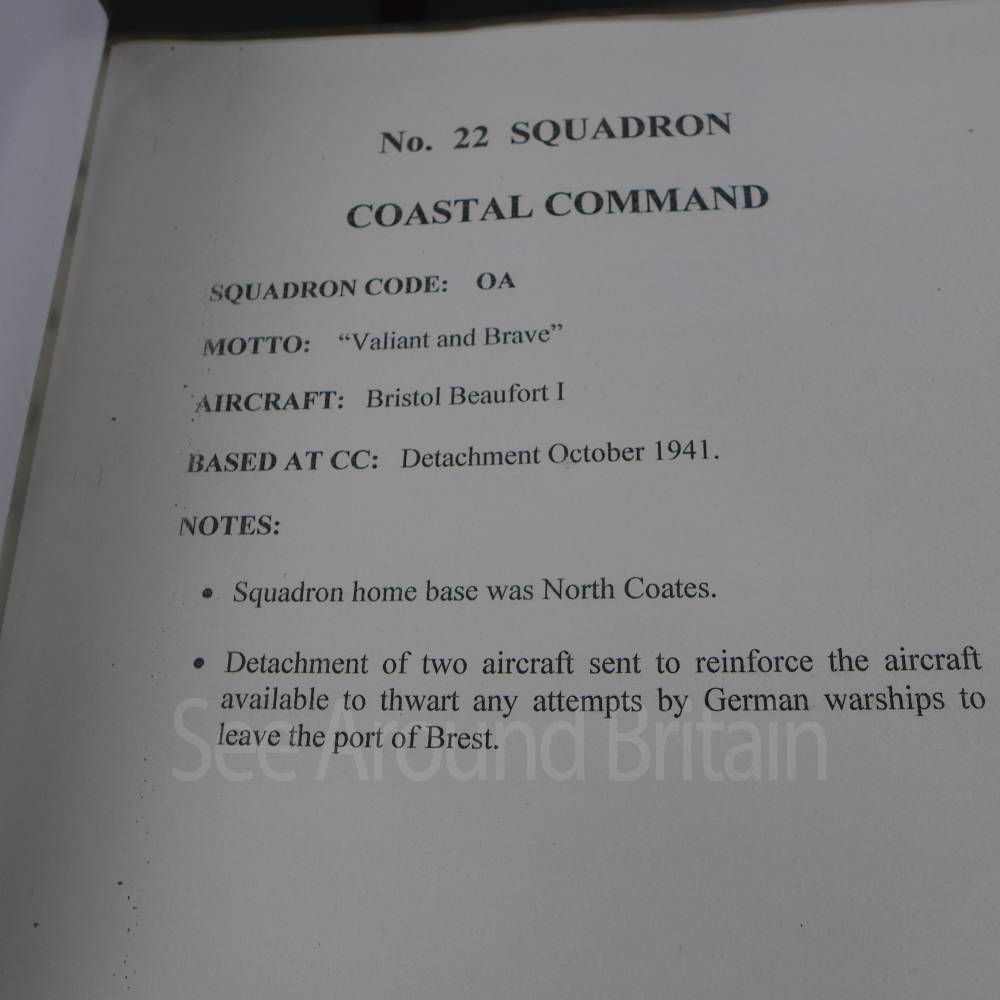 No. 22 SQUADRON
COASTAL COMMAND
SQUADRON CODE: OA
MOTTO: “Valiant and Brave”
AIRCRAFT: Bristol Beaufort I
BASED AT CC: Detachment October 1941.
NOTES:
• Squadron home base was North Coates.
• Detachment of two aircraft sent to reinforce the aircraft
available to thwart any attempts by German warships to
leave the port of Brest.
See Around Britain